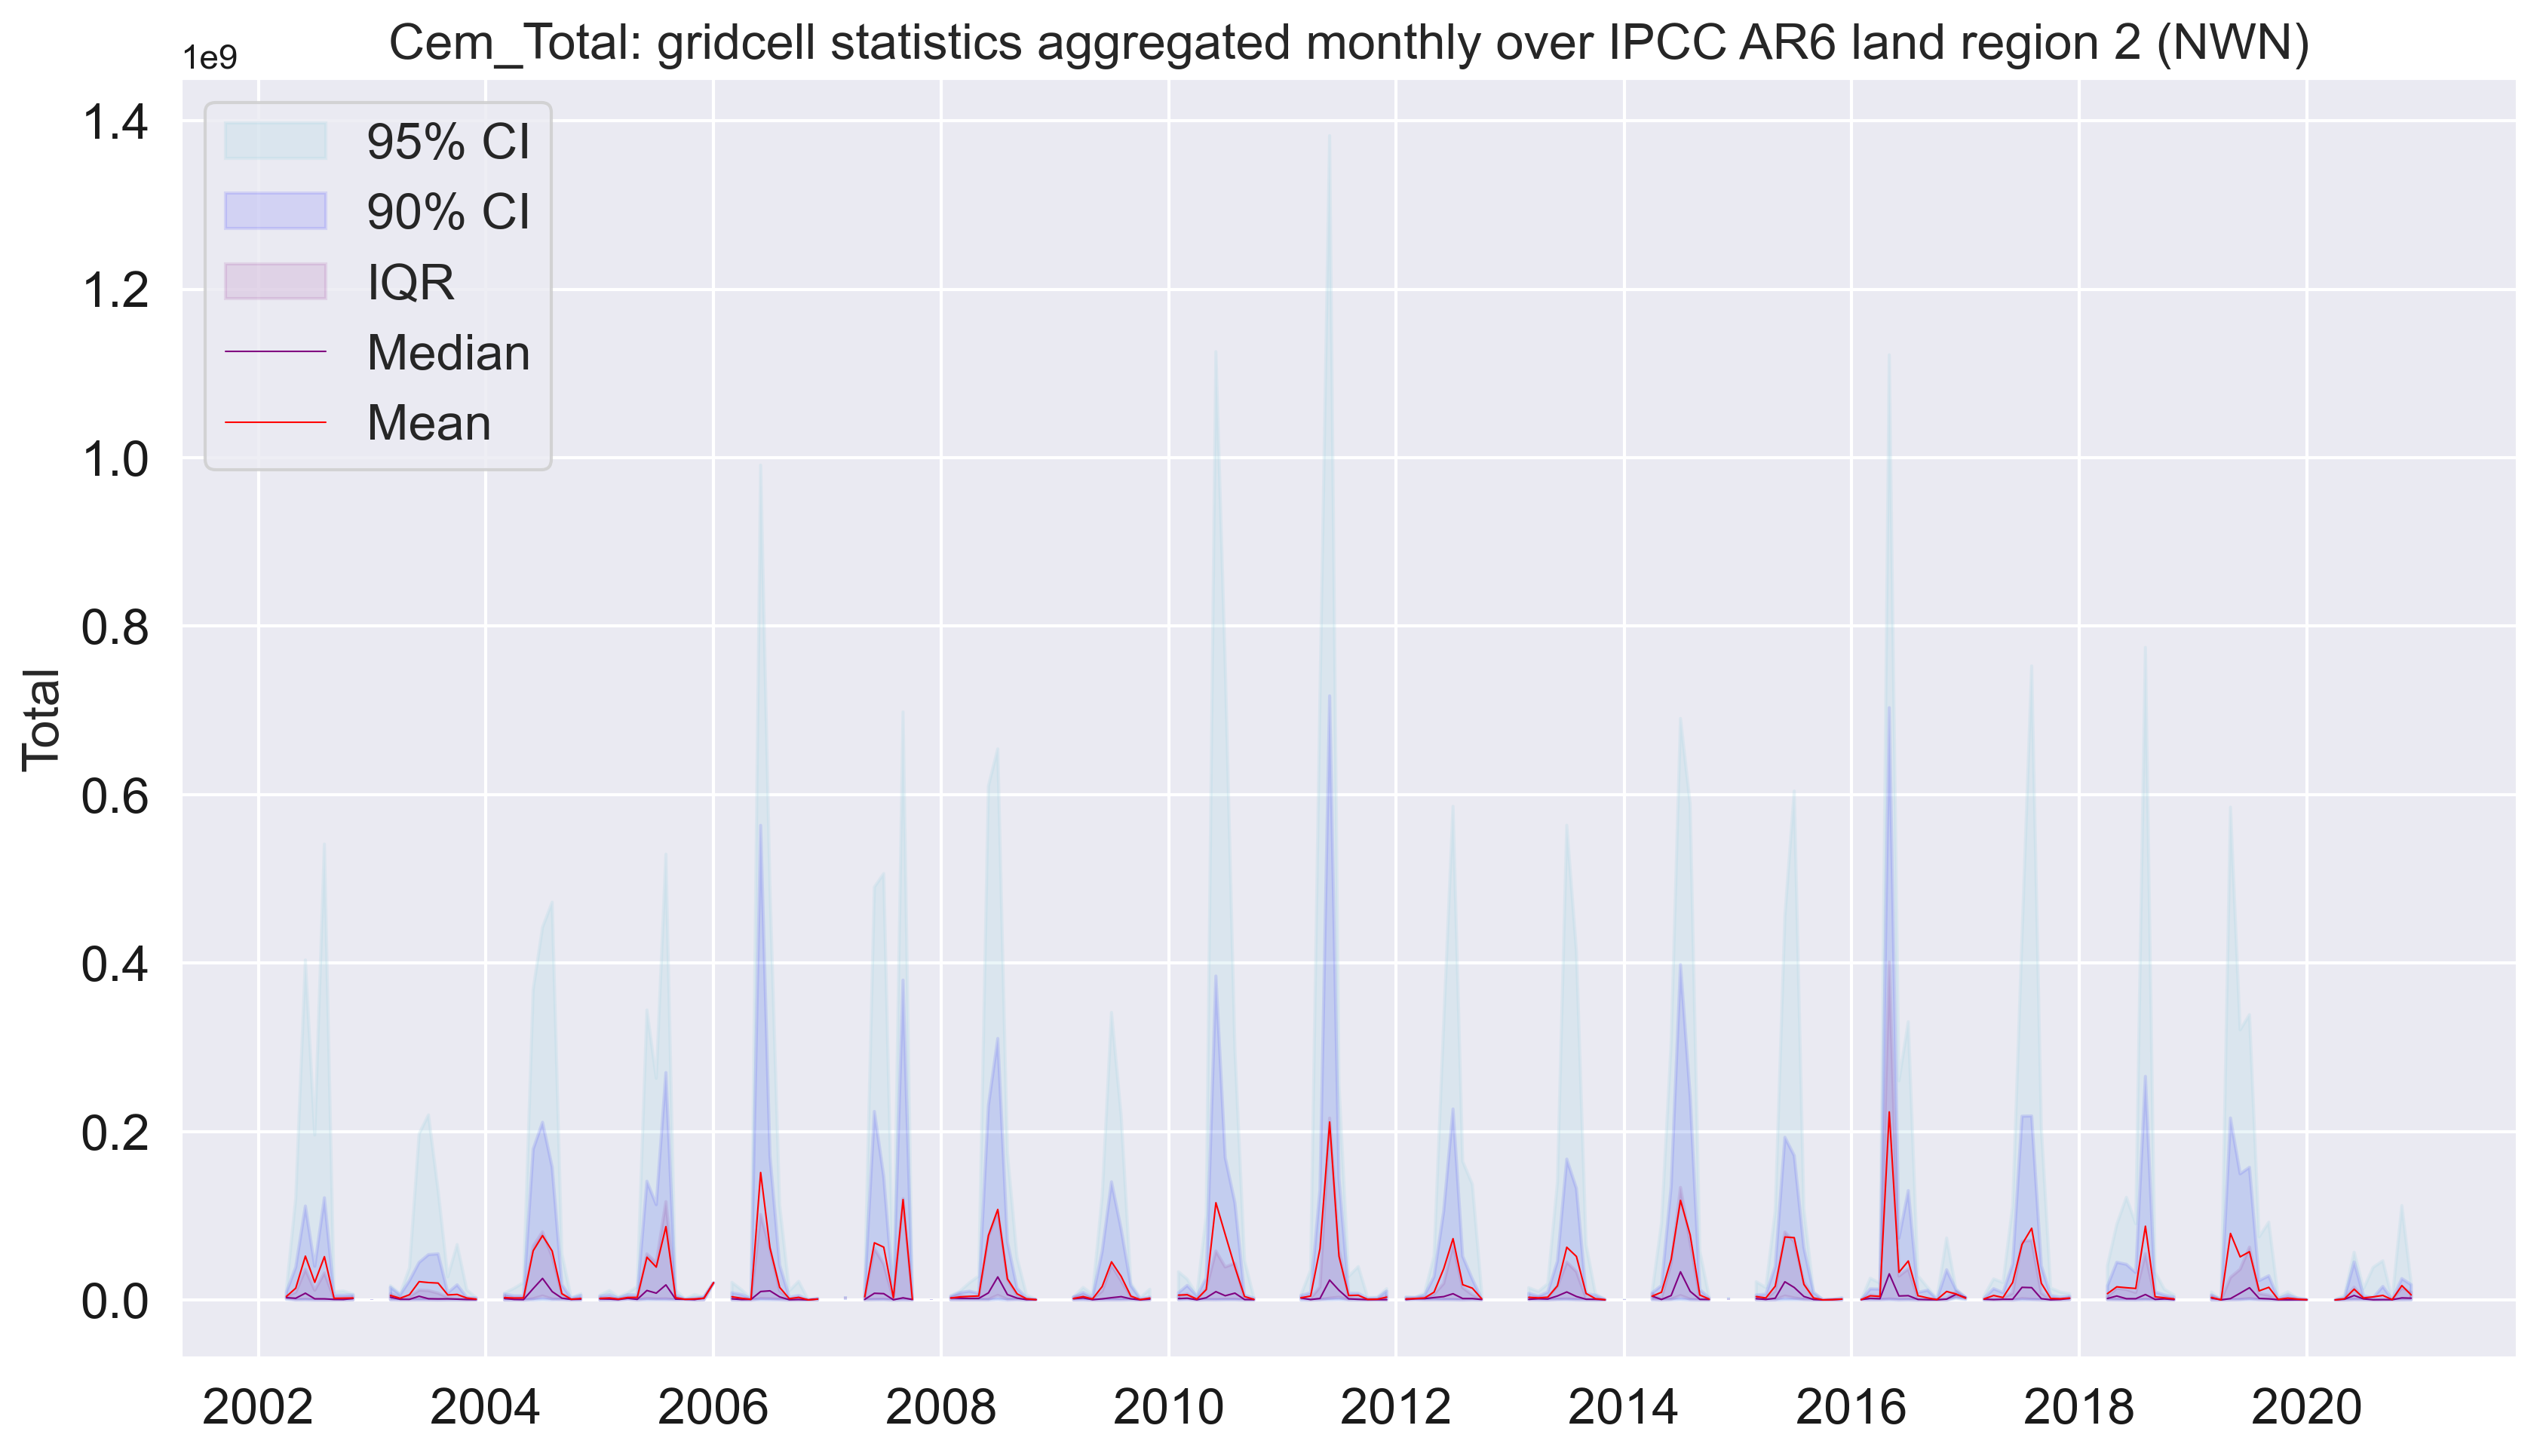 Cem_Total: gridcell statistics aggregated monthly over IPCC AR6 land region 2 (NWN)
1e9
1.4
1.2
1.0
0.8
0.6
0.4
0.2
0.0
Total
95% CI
90% CI
IQR
Median
Mean
2002 2004 2006 2008 2010 2012 2014 2016 2018 2020